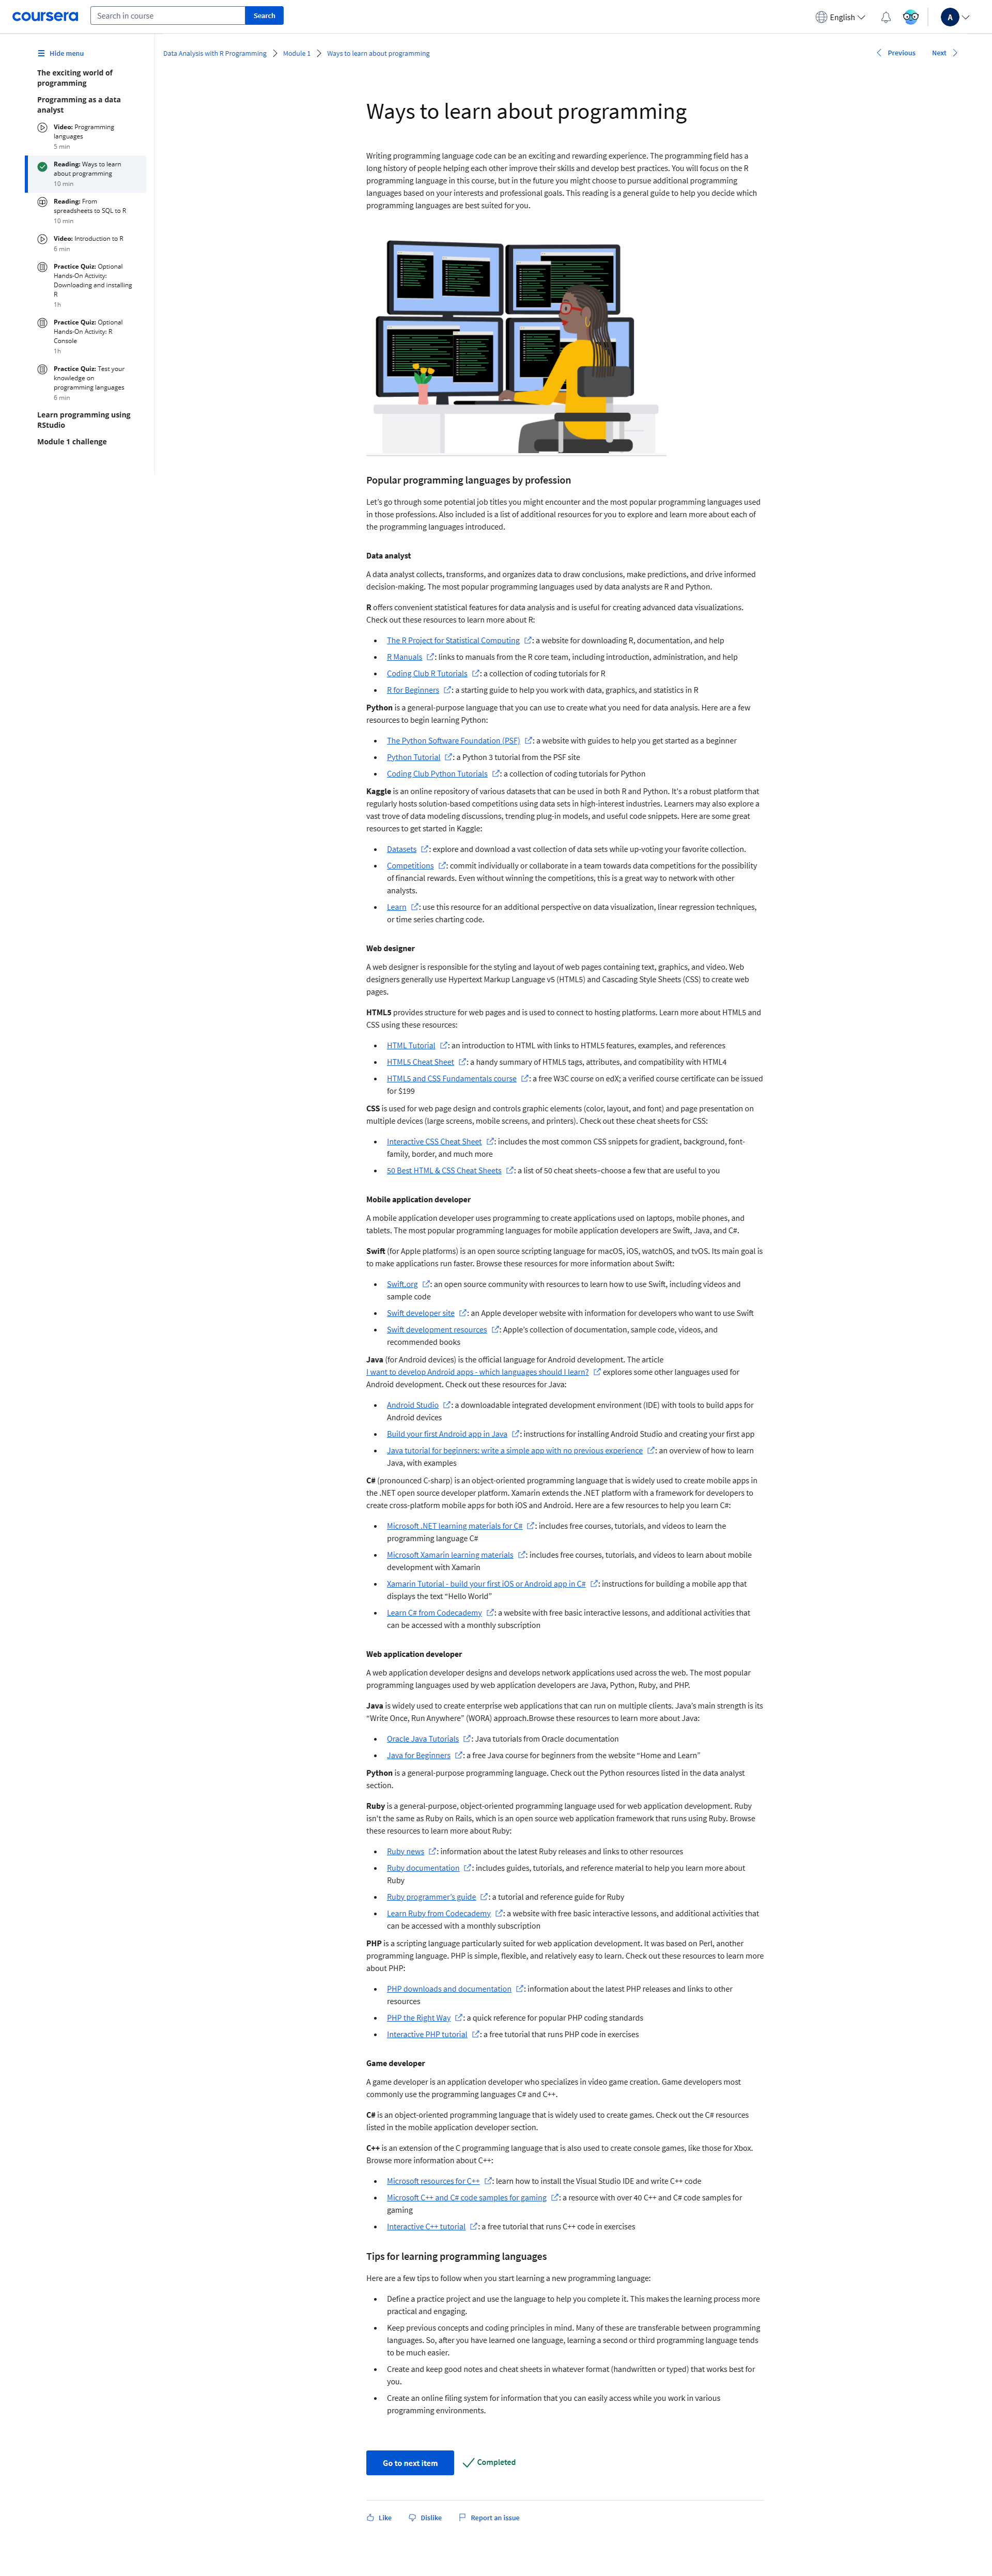 coursera
Search in course
Search
English
A
Hide menu
The exciting world of
programming
Programming as a data
analyst
Video: Programming
languages
5 min
Reading: Ways to learn
about programming
10 min
Reading: From
spreadsheets to SQL to R
10 min
Video: Introduction to R
6 min
Practice Quiz: Optional
Hands-On Activity:
Downloading and installing
R
1h
Practice Quiz: Optional
Hands-On Activity: R
Console
1h
Practice Quiz: Test your
knowledge on
programming languages
6 min
Learn programming using
RStudio
Module 1 challenge
Data Analysis with R Programming
Module 1
Ways to learn about programming
Previous
Next
Ways to learn about programming
Writing programming language code can be an exciting and rewarding experience. The programming field has a
long history of people helping each other improve their skills and develop best practices. You will focus on the R
programming language in this course, but in the future you might choose to pursue additional programming
languages based on your interests and professional goals. This reading is a general guide to help you decide which
programming languages are best suited for you.
Popular programming languages by profession
Let’s go through some potential job titles you might encounter and the most popular programming languages used
in those professions. Also included is a list of additional resources for you to explore and learn more about each of
the programming languages introduced.
Data analyst
A data analyst collects, transforms, and organizes data to draw conclusions, make predictions, and drive informed
decision-making. The most popular programming languages used by data analysts are R and Python.
R offers convenient statistical features for data analysis and is useful for creating advanced data visualizations.
Check out these resources to learn more about R:
• The R Project for Statistical Computing : a website for downloading R, documentation, and help
• R Manuals : links to manuals from the R core team, including introduction, administration, and help
• Coding Club R Tutorials : a collection of coding tutorials for R
• R for Beginners : a starting guide to help you work with data, graphics, and statistics in R
Python is a general-purpose language that you can use to create what you need for data analysis. Here are a few
resources to begin learning Python:
• The Python Software Foundation (PSF) : a website with guides to help you get started as a beginner
• Python Tutorial : a Python 3 tutorial from the PSF site
• Coding Club Python Tutorials : a collection of coding tutorials for Python
Kaggle is an online repository of various datasets that can be used in both R and Python. It's a robust platform that
regularly hosts solution-based competitions using data sets in high-interest industries. Learners may also explore a
vast trove of data modeling discussions, trending plug-in models, and useful code snippets. Here are some great
resources to get started in Kaggle:
• Datasets : explore and download a vast collection of data sets while up-voting your favorite collection.
• Competitions : commit individually or collaborate in a team towards data competitions for the possibility
of financial rewards. Even without winning the competitions, this is a great way to network with other
analysts.
• Learn : use this resource for an additional perspective on data visualization, linear regression techniques,
or time series charting code.
Web designer
A web designer is responsible for the styling and layout of web pages containing text, graphics, and video. Web
designers generally use Hypertext Markup Language v5 (HTML5) and Cascading Style Sheets (CSS) to create web
pages.
HTML5 provides structure for web pages and is used to connect to hosting platforms. Learn more about HTML5 and
CSS using these resources:
• HTML Tutorial : an introduction to HTML with links to HTML5 features, examples, and references
• HTML5 Cheat Sheet : a handy summary of HTML5 tags, attributes, and compatibility with HTML4
• HTML5 and CSS Fundamentals course : a free W3C course on edX; a verified course certificate can be issued
for $199
CSS is used for web page design and controls graphic elements (color, layout, and font) and page presentation on
multiple devices (large screens, mobile screens, and printers). Check out these cheat sheets for CSS:
• Interactive CSS Cheat Sheet : includes the most common CSS snippets for gradient, background, font-
family, border, and much more
• 50 Best HTML & CSS Cheat Sheets : a list of 50 cheat sheets–choose a few that are useful to you
Mobile application developer
A mobile application developer uses programming to create applications used on laptops, mobile phones, and
tablets. The most popular programming languages for mobile application developers are Swift, Java, and C#.
Swift (for Apple platforms) is an open source scripting language for macOS, iOS, watchOS, and tvOS. Its main goal is
to make applications run faster. Browse these resources for more information about Swift:
• Swift.org : an open source community with resources to learn how to use Swift, including videos and
sample code
• Swift developer site : an Apple developer website with information for developers who want to use Swift
• Swift development resources : Apple’s collection of documentation, sample code, videos, and
recommended books
Java (for Android devices) is the official language for Android development. The article
I want to develop Android apps - which languages should I learn? explores some other languages used for
Android development. Check out these resources for Java:
• Android Studio : a downloadable integrated development environment (IDE) with tools to build apps for
Android devices
• Build your first Android app in Java : instructions for installing Android Studio and creating your first app
• Java tutorial for beginners: write a simple app with no previous experience : an overview of how to learn
Java, with examples
C# (pronounced C-sharp) is an object-oriented programming language that is widely used to create mobile apps in
the .NET open source developer platform. Xamarin extends the .NET platform with a framework for developers to
create cross-platform mobile apps for both iOS and Android. Here are a few resources to help you learn C#:
• Microsoft .NET learning materials for C# : includes free courses, tutorials, and videos to learn the
programming language C#
• Microsoft Xamarin learning materials : includes free courses, tutorials, and videos to learn about mobile
development with Xamarin
• Xamarin Tutorial - build your first iOS or Android app in C# : instructions for building a mobile app that
displays the text “Hello World”
• Learn C# from Codecademy : a website with free basic interactive lessons, and additional activities that
can be accessed with a monthly subscription
Web application developer
A web application developer designs and develops network applications used across the web. The most popular
programming languages used by web application developers are Java, Python, Ruby, and PHP.
Java is widely used to create enterprise web applications that can run on multiple clients. Java’s main strength is its
“Write Once, Run Anywhere” (WORA) approach.Browse these resources to learn more about Java:
• Oracle Java Tutorials : Java tutorials from Oracle documentation
• Java for Beginners : a free Java course for beginners from the website “Home and Learn”
Python is a general-purpose programming language. Check out the Python resources listed in the data analyst
section.
Ruby is a general-purpose, object-oriented programming language used for web application development. Ruby
isn’t the same as Ruby on Rails, which is an open source web application framework that runs using Ruby. Browse
these resources to learn more about Ruby:
• Ruby news : information about the latest Ruby releases and links to other resources
• Ruby documentation : includes guides, tutorials, and reference material to help you learn more about
Ruby
• Ruby programmer’s guide : a tutorial and reference guide for Ruby
• Learn Ruby from Codecademy : a website with free basic interactive lessons, and additional activities that
can be accessed with a monthly subscription
PHP is a scripting language particularly suited for web application development. It was based on Perl, another
programming language. PHP is simple, flexible, and relatively easy to learn. Check out these resources to learn more
about PHP:
• PHP downloads and documentation : information about the latest PHP releases and links to other
resources
• PHP the Right Way : a quick reference for popular PHP coding standards
• Interactive PHP tutorial : a free tutorial that runs PHP code in exercises
Game developer
A game developer is an application developer who specializes in video game creation. Game developers most
commonly use the programming languages C# and C++.
C# is an object-oriented programming language that is widely used to create games. Check out the C# resources
listed in the mobile application developer section.
C++ is an extension of the C programming language that is also used to create console games, like those for Xbox.
Browse more information about C++:
• Microsoft resources for C++ : learn how to install the Visual Studio IDE and write C++ code
• Microsoft C++ and C# code samples for gaming : a resource with over 40 C++ and C# code samples for
gaming
• Interactive C++ tutorial : a free tutorial that runs C++ code in exercises
Tips for learning programming languages
Here are a few tips to follow when you start learning a new programming language:
• Define a practice project and use the language to help you complete it. This makes the learning process more
practical and engaging.
• Keep previous concepts and coding principles in mind. Many of these are transferable between programming
languages. So, after you have learned one language, learning a second or third programming language tends
to be much easier.
• Create and keep good notes and cheat sheets in whatever format (handwritten or typed) that works best for
you.
• Create an online filing system for information that you can easily access while you work in various
programming environments.
Go to next item
Completed
Like
Dislike
Report an issue